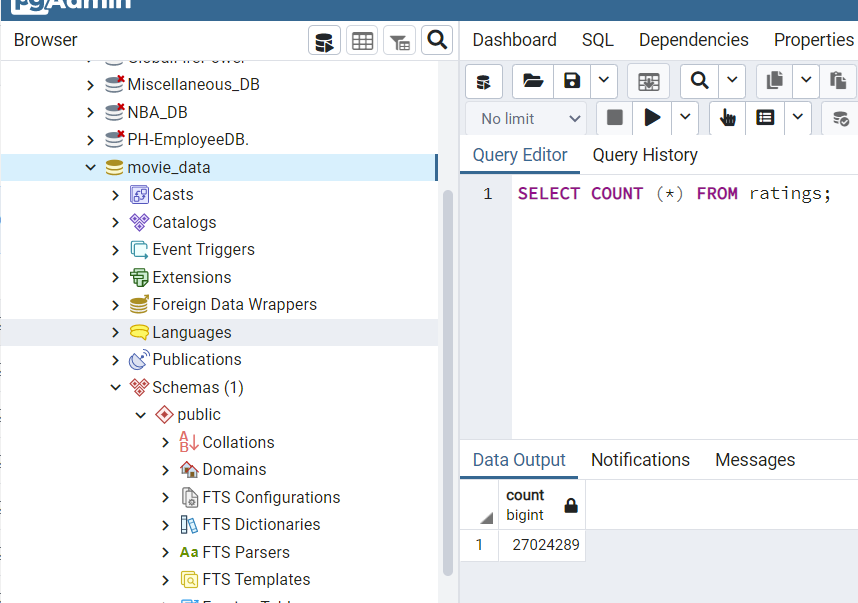 pgAdmin
Browser
Dashboard SQL Dependencies Properties
Miscellaneous_DB
NBA_DB
PH-EmployeeDB.
movie_data
Casts
Catalogs
Event Triggers
Extensions
Foreign Data Wrappers
Languages
Publications
Schemas (1)
public
Collations
Domains
FTS Configurations
FTS Dictionaries
Aa FTS Parsers
FTS Templates
No limit
Query Editor Query History
1 SELECT COUNT (*) FROM ratings;
Data Output Notifications Messages
count
bigint
1 27024289